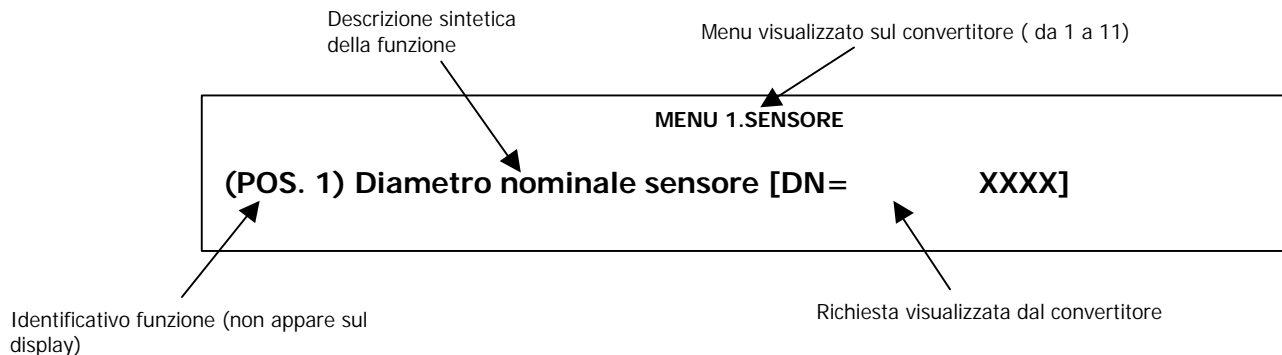 Descrizione sintetica
della funzione
Menu visualizzato sul convertitore ( da 1 a 11)
MENU 1.SENSORE
(POS. 1) Diametro nominale sensore [DN= XXXX]
Identificativo funzione (non appare sul
display)
Richiesta visualizzata dal convertitore